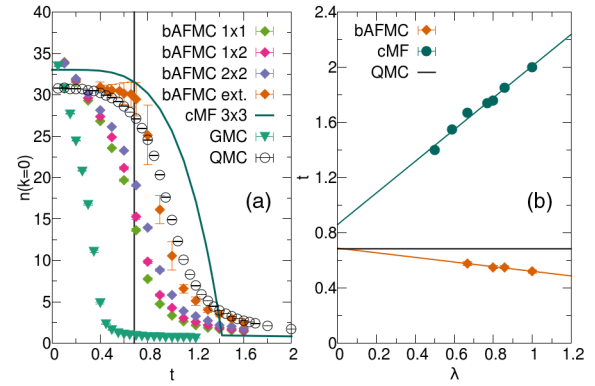 40
35
30
25
20
15
10
5
0
n(k=0)
bAFMC 1x1
bAFMC 1x2
bAFMC 2x2
bAFMC ext.
cMF 3x3
GMC
QMC
(a)
0 0.4 0.8 1.2 1.6 2
t
2.4
2
1.6
1.2
0.8
0.4
0
t
bAFMC
cMF
QMC
(b)
0 0.2 0.4 0.6 0.8 1 1.2
λ